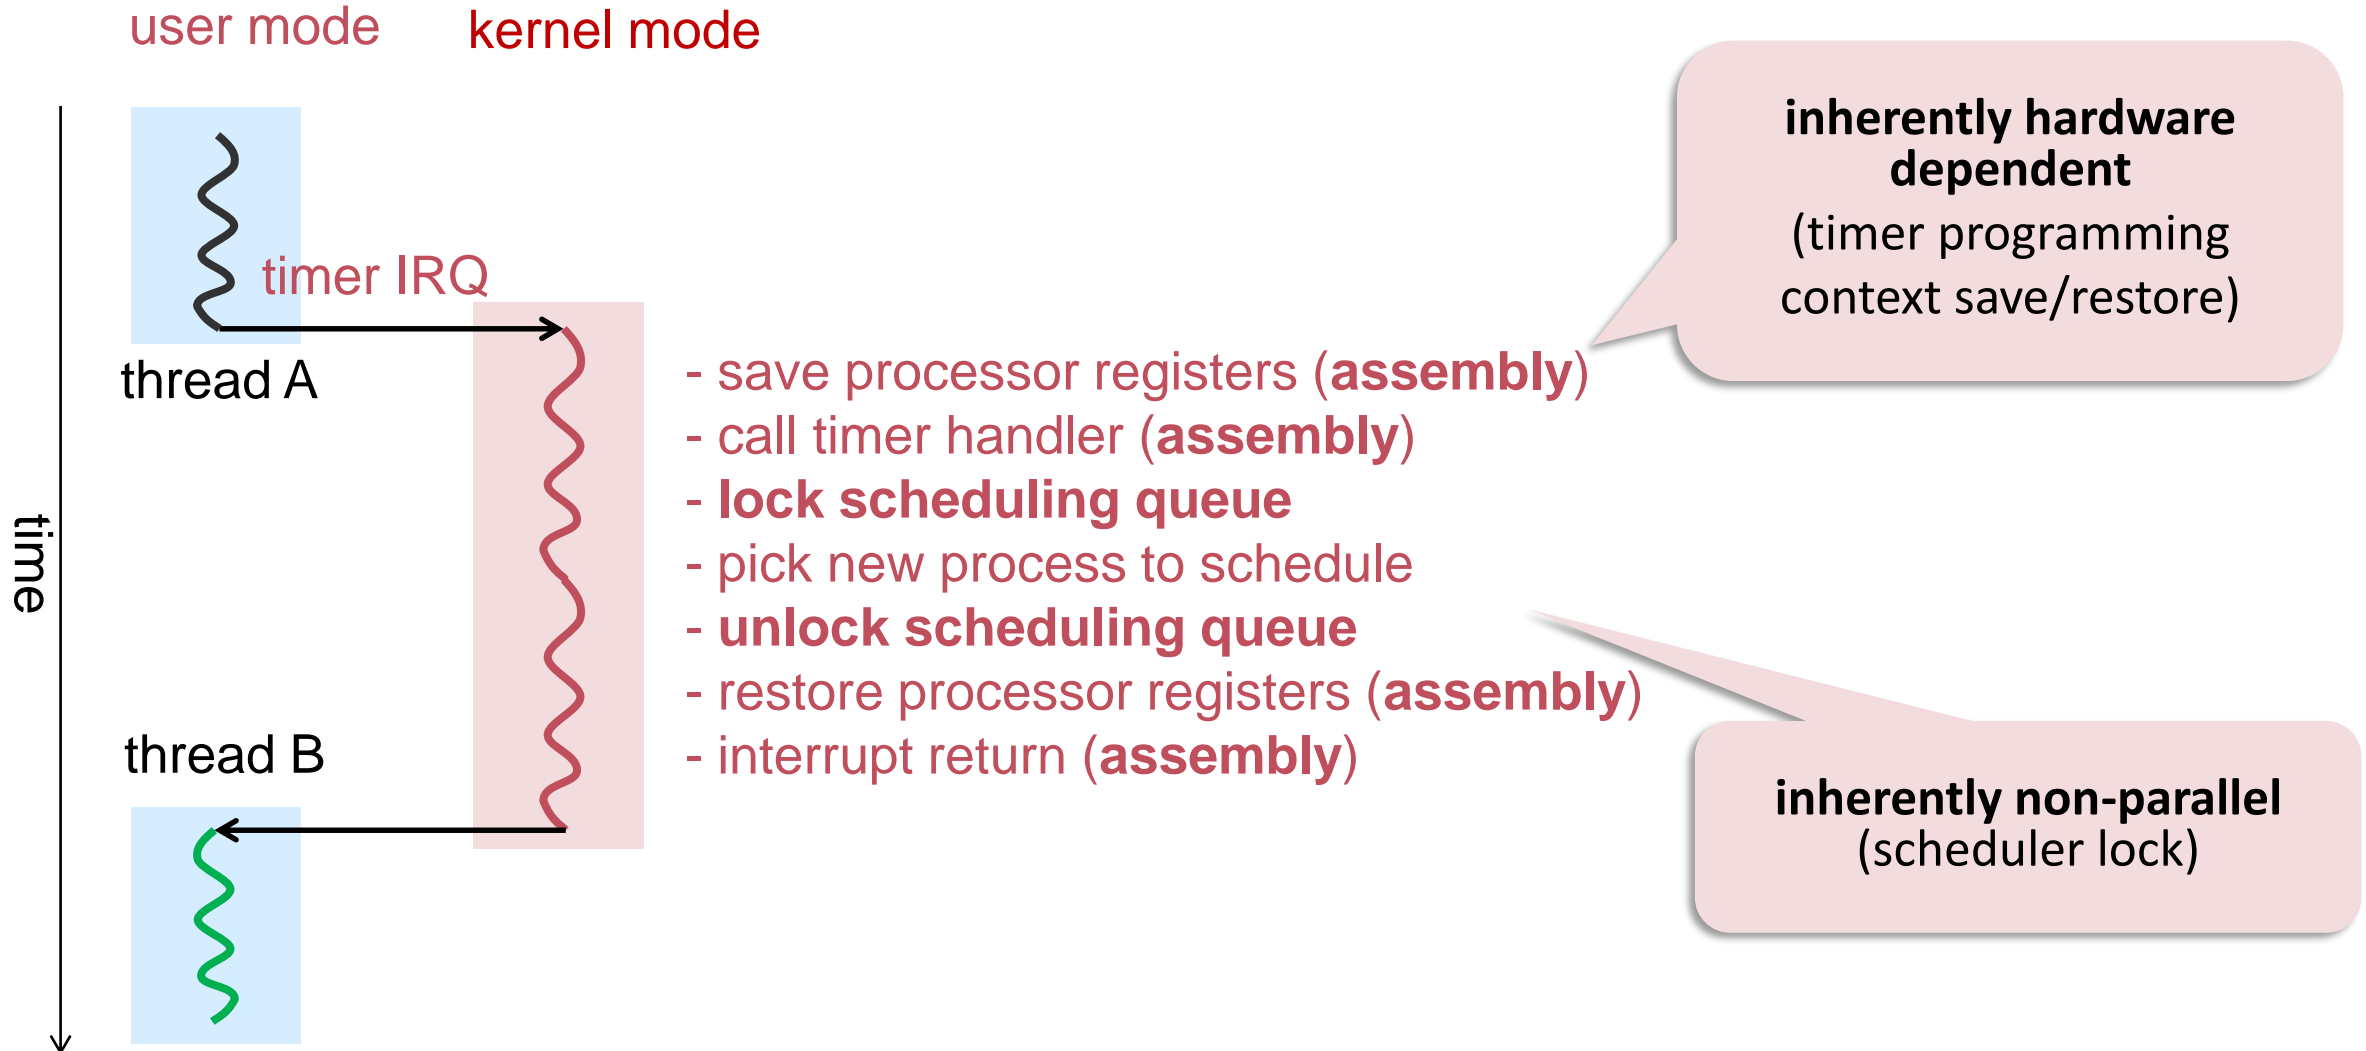 user mode
kernel mode
inherently hardware
dependent
(timer programming
context save/restore)
timer IRQ
thread A
- save processor registers (assembly)
- call timer handler (assembly)
- lock scheduling queue
- pick new process to schedule
- unlock scheduling queue
- restore processor registers (assembly)
- interrupt return (assembly)
time
thread B
inherently non-parallel
(scheduler lock)